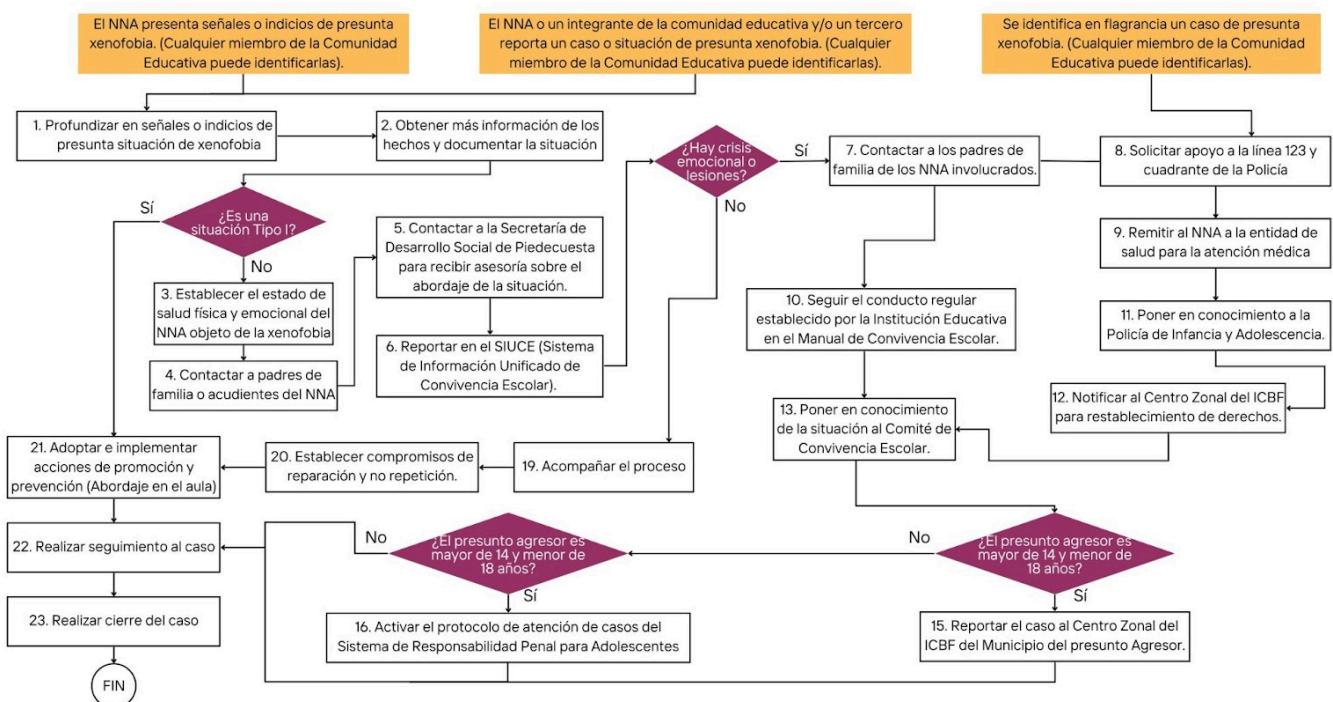 El NNA presenta señales o indicios de presunta
xenofobia. (Cualquier miembro de la Comunidad
Educativa puede identificarlas).
El NNA o un integrante de la comunidad educativa y/o un tercero
reporta un caso o situación de presunta xenofobia. (Cualquier
miembro de la Comunidad Educativa puede identificarlas).
Se identifica en flagrancia un caso de presunta
xenofobia. (Cualquier miembro de la Comunidad
Educativa puede identificarlas).
1. Profundizar en señales o indicios de
presunta situación de xenofobia
2. Obtener más información de los
hechos y documentar la situación
¿Hay crisis
emocional o
lesiones?
Sí
No
7. Contactar a los padres de
familia de los NNA involucrados.
8. Solicitar apoyo a la línea 123 y
cuadrante de la Policía
Sí
¿Es una
situación Tipo I?
No
5. Contactar a la Secretaría de
Desarrollo Social de Piedecuesta
para recibir asesoría sobre el
abordaje de la situación.
9. Remitir al NNA a la entidad de
salud para la atención médica
3. Establecer el estado de
salud física y emocional del
NNA objeto de la xenofobia
10. Seguir el conducto regular
establecido por la Institución Educativa
en el Manual de Convivencia Escolar.
11. Poner en conocimiento a la
Policía de Infancia y Adolescencia.
4. Contactar a padres de
familia o acudientes del NNA
6. Reportar en el SIUCE (Sistema
de Información Unificado de
Convivencia Escolar).
12. Notificar al Centro Zonal del ICBF
para restablecimiento de derechos.
13. Poner en conocimiento
de la situación al Comité de
Convivencia Escolar.
21. Adoptar e implementar
acciones de promoción y
prevención (Abordaje en el aula)
20. Establecer compromisos de
reparación y no repetición.
19. Acompañar el proceso
22. Realizar seguimiento al caso
No
¿El presunto agresor es
mayor de 14 y menor de
18 años?
Sí
No
¿El presunto agresor es
mayor de 14 y menor de
18 años?
Sí
23. Realizar cierre del caso
16. Activar el protocolo de atención de casos del
Sistema de Responsabilidad Penal para Adolescentes
15. Reportar el caso al Centro Zonal del
ICBF del Municipio del presunto Agresor.
FIN